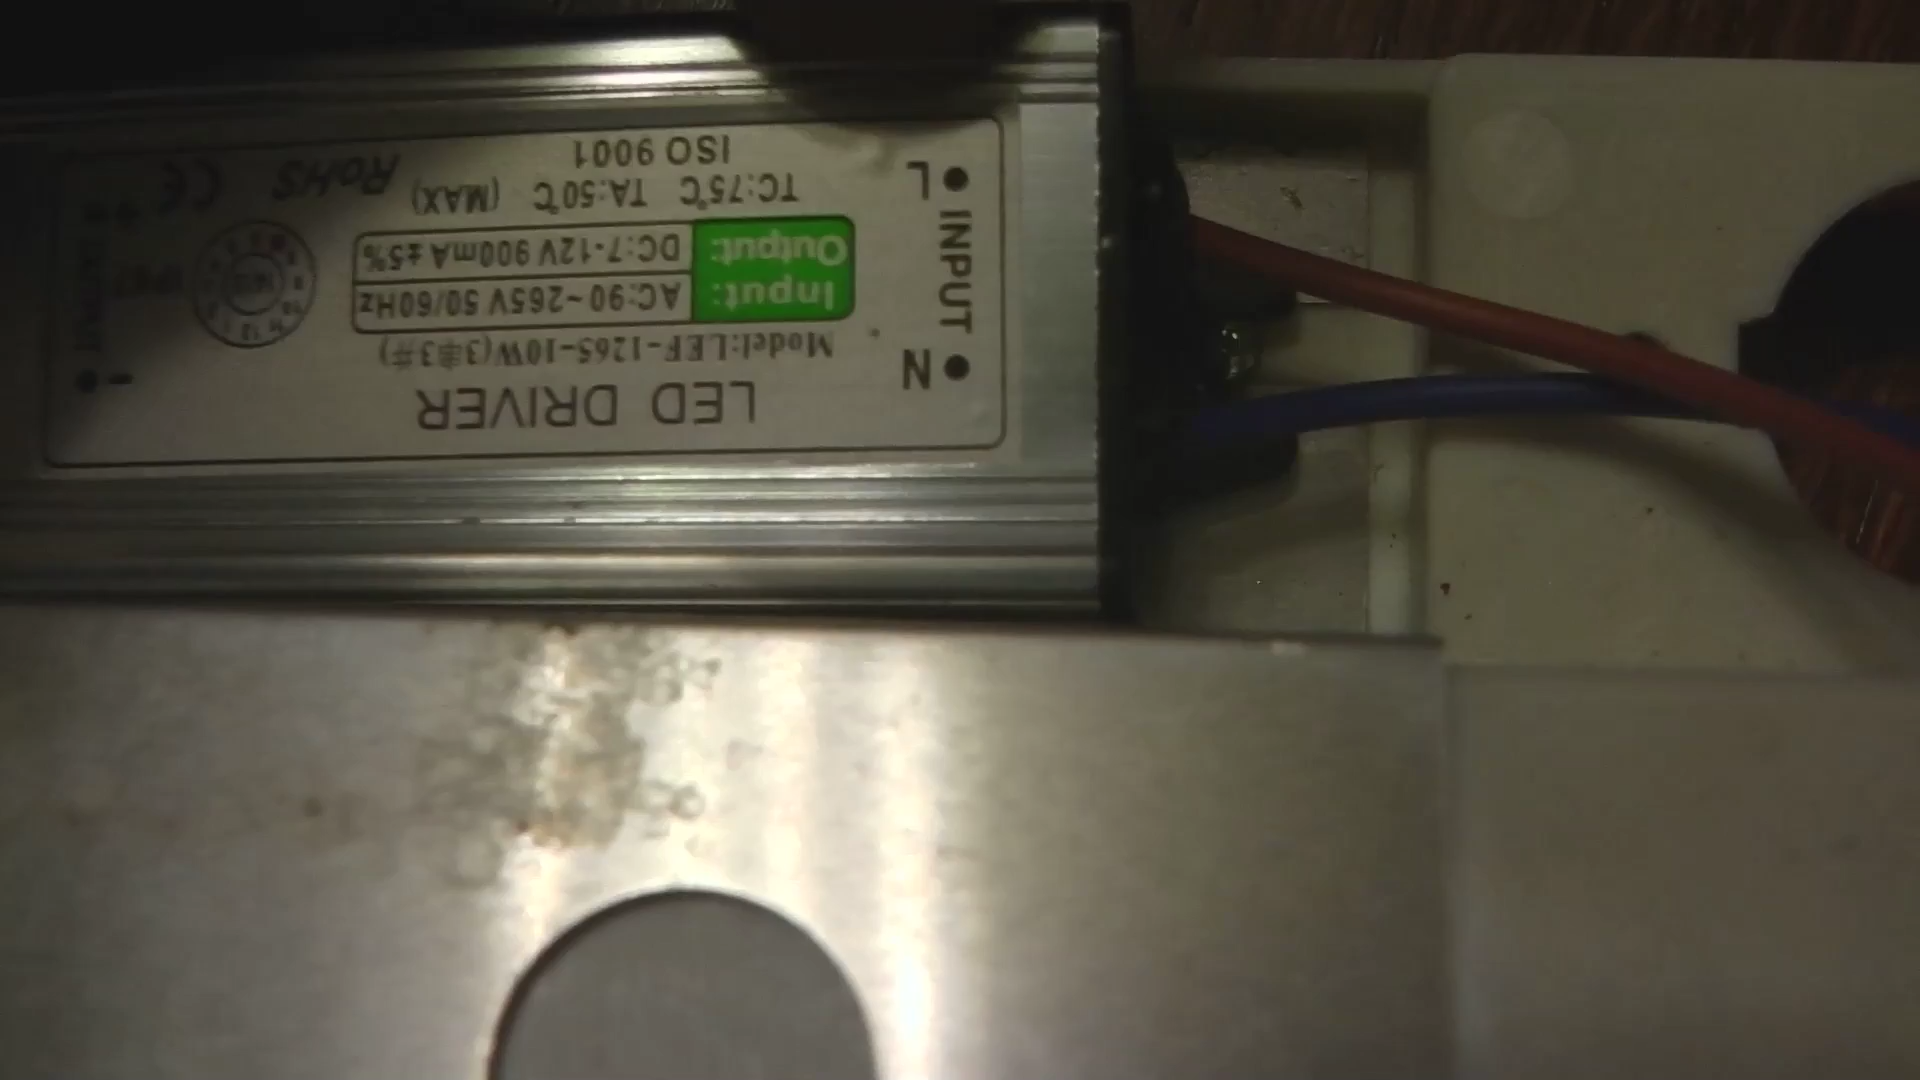 LED DRIVER
Model:LEF-1265-10W(3串3并)
Input: AC:90~265V 50/60Hz
Output: DC:7-12V 900mA ±5%
TC:75℃ TA:50℃ (MAX)
ISO 9001
RoHS CE
N
INPUT
L
-